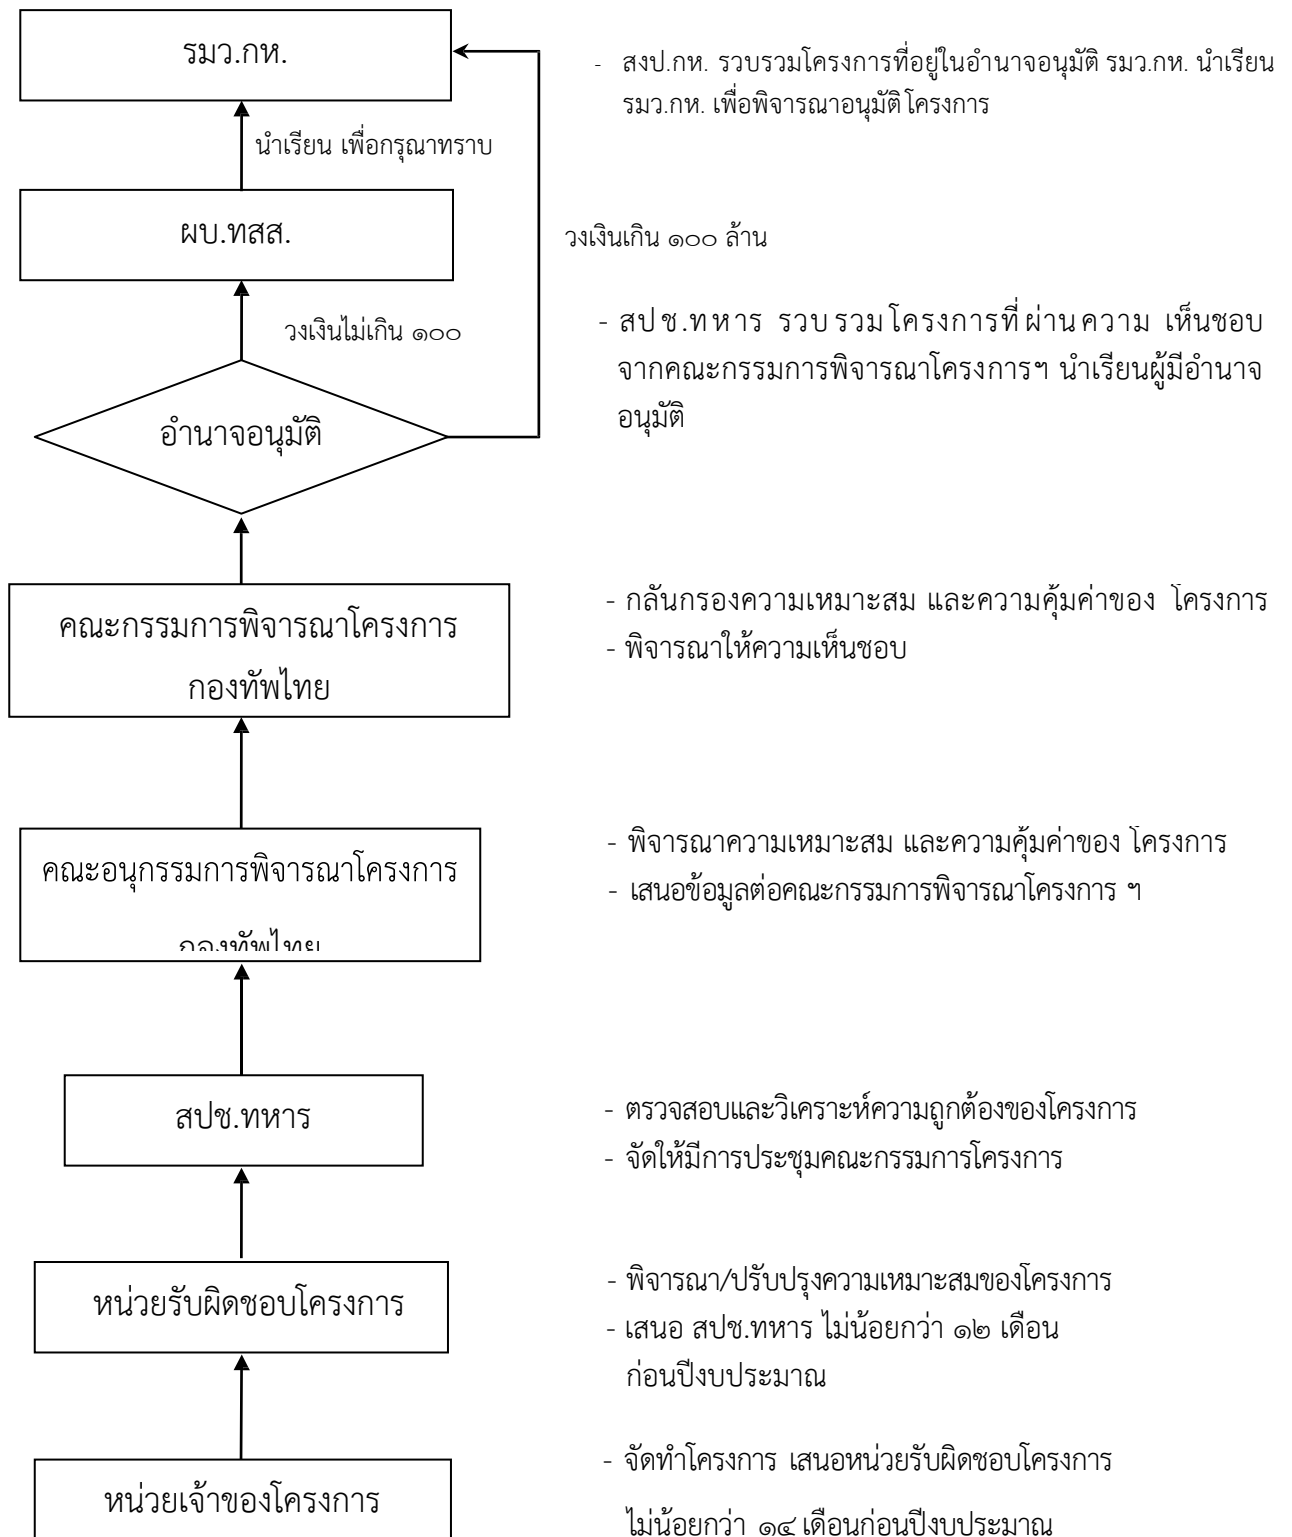 รมว.กห.
- สงป.กห. รวบรวมโครงการที่อยู่ในอำนาจอนุมัติ รมว.กห. นำเรียน
รมว.กห. เพื่อพิจารณาอนุมัติโครงการ
นำเรียน เพื่อกรุณาทราบ
ผบ.ทสส.
วงเงินเกิน ๑๐๐ ล้าน
วงเงินไม่เกิน ๑๐๐
- สปช.ทหาร รวบรวมโครงการที่ผ่านความ เห็นชอบ
จากคณะกรรมการพิจารณาโครงการฯ นำเรียนผู้มีอำนาจ
อนุมัติ
อำนาจอนุมัติ
คณะกรรมการพิจารณาโครงการ
กองทัพไทย
- กลั่นกรองความเหมาะสม และความคุ้มค่าของ โครงการ
- พิจารณาให้ความเห็นชอบ
คณะอนุกรรมการพิจารณาโครงการ
กองทัพไทย
- พิจารณาความเหมาะสม และความคุ้มค่าของ โครงการ
- เสนอข้อมูลต่อคณะกรรมการพิจารณาโครงการ ฯ
สปช.ทหาร
- ตรวจสอบและวิเคราะห์ความถูกต้องของโครงการ
- จัดให้มีการประชุมคณะกรรมการโครงการ
หน่วยรับผิดชอบโครงการ
- พิจารณา/ปรับปรุงความเหมาะสมของโครงการ
- เสนอ สปช.ทหาร ไม่น้อยกว่า ๑๒ เดือน
ก่อนปีงบประมาณ
หน่วยเจ้าของโครงการ
- จัดทำโครงการ เสนอหน่วยรับผิดชอบโครงการ
ไม่น้อยกว่า ๑๔ เดือนก่อนปีงบประมาณ